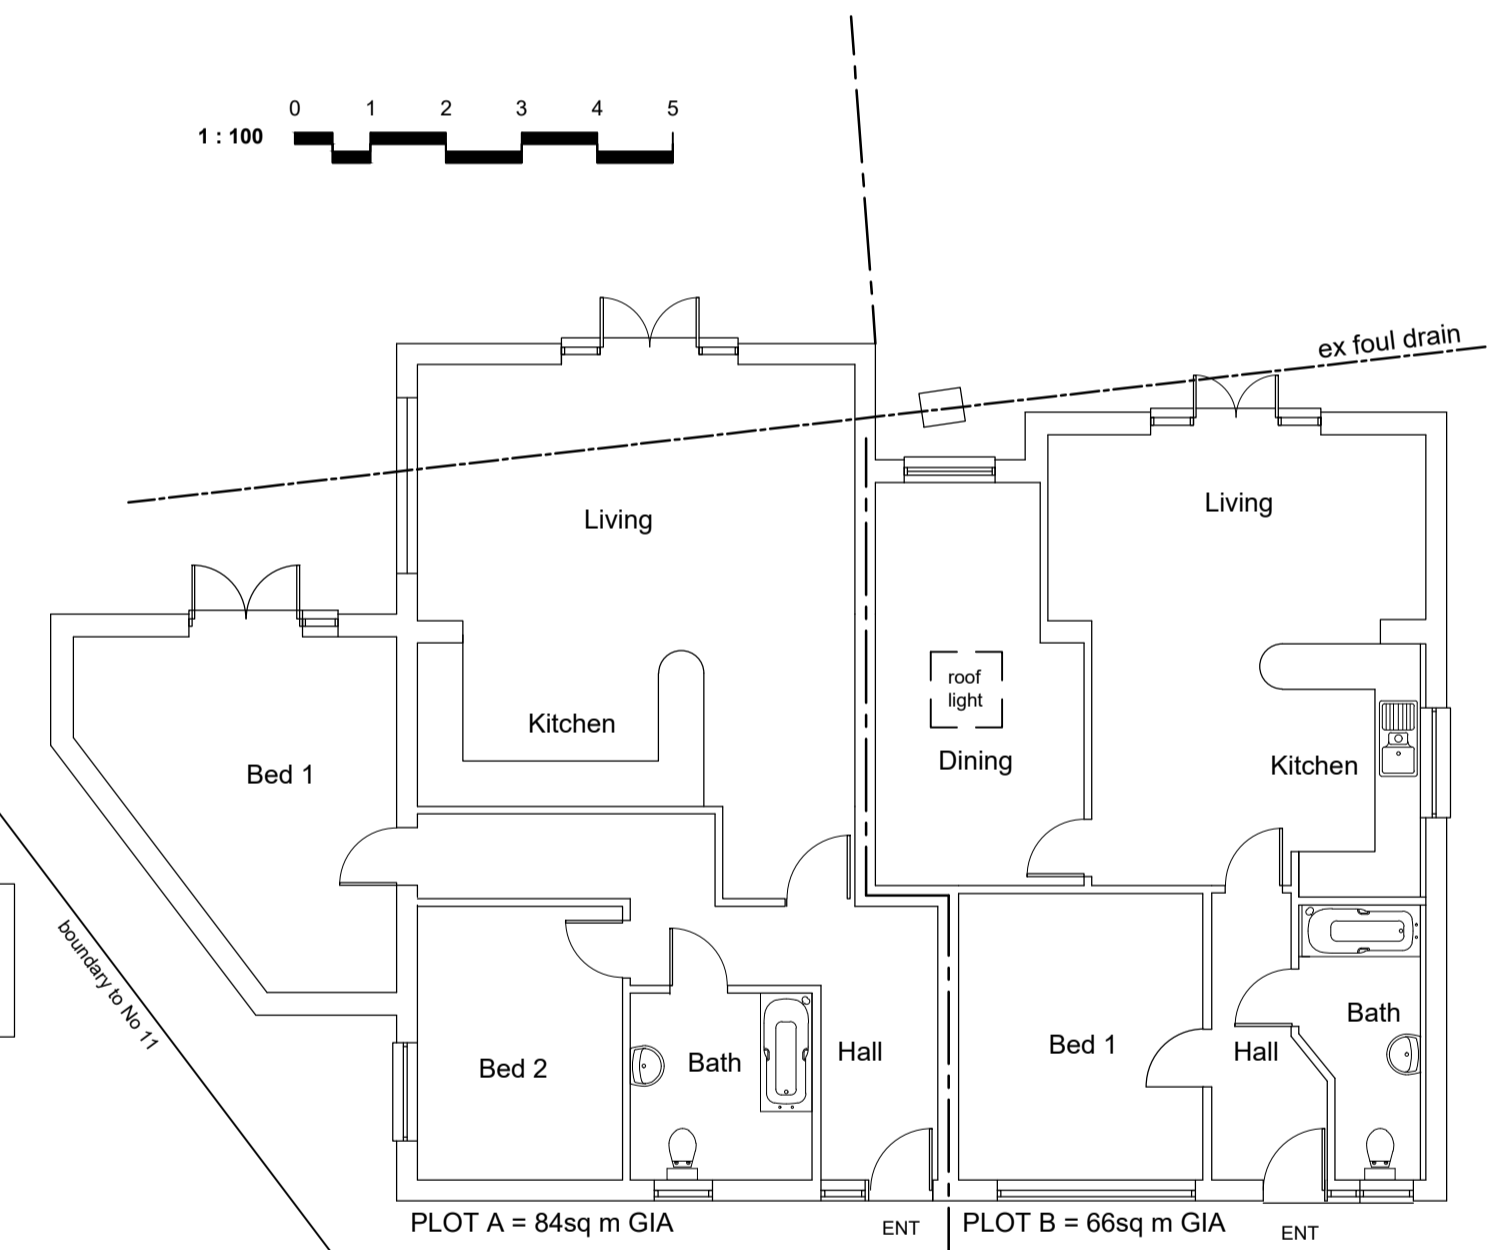 0 1 2 3 4 5
1 : 100
ex foul drain
Living
Living
roof
light
Kitchen
Dining
Kitchen
Bed 1
boundary to No 11
Bed 2
Bath
Hall
Bed 1
Hall
Bath
PLOT A = 84sq m GIA
ENT
PLOT B = 66sq m GIA
ENT